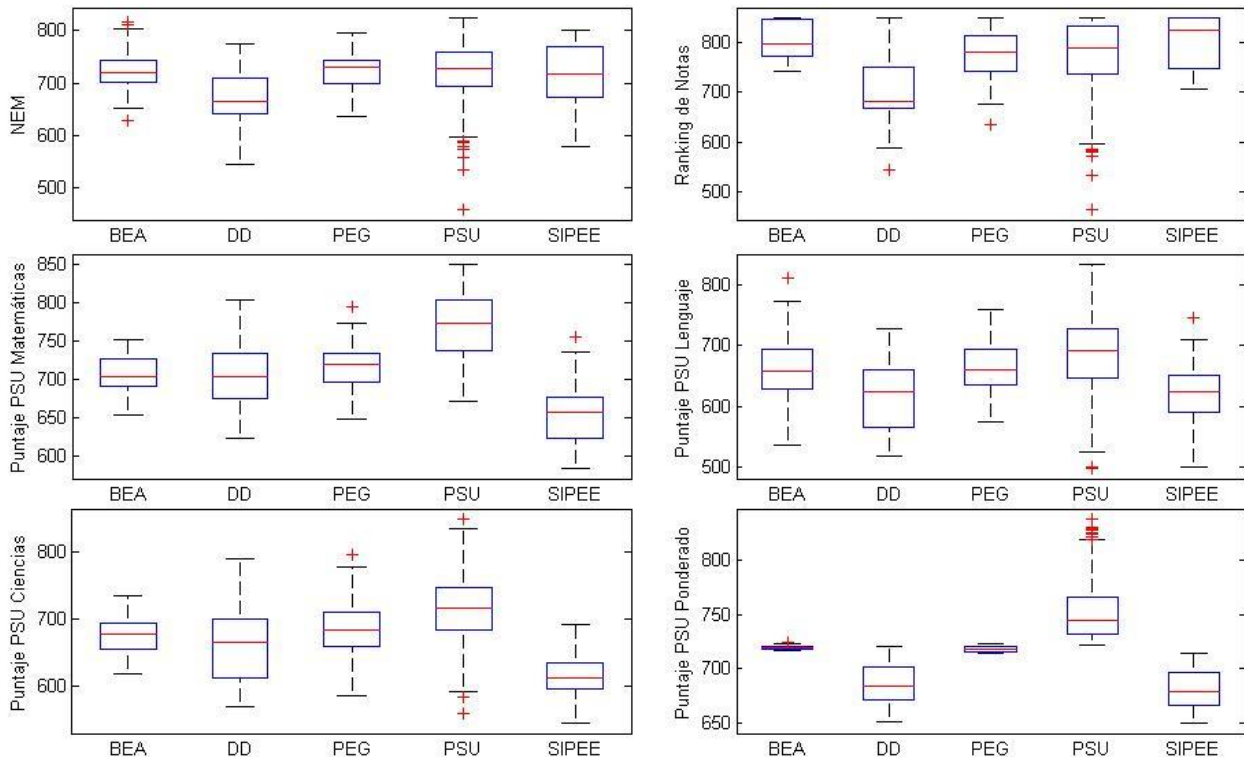 NEM
800
700
600
500
BEA DD PEG PSU SIPEE
Ranking de Notas
800
700
600
500
BEA DD PEG PSU SIPEE
Puntaje PSU Matemáticas
850
800
750
700
650
600
BEA DD PEG PSU SIPEE
Puntaje PSU Lenguaje
800
700
600
500
BEA DD PEG PSU SIPEE
Puntaje PSU Ciencias
800
700
600
BEA DD PEG PSU SIPEE
Puntaje PSU Ponderado
800
750
700
650
BEA DD PEG PSU SIPEE